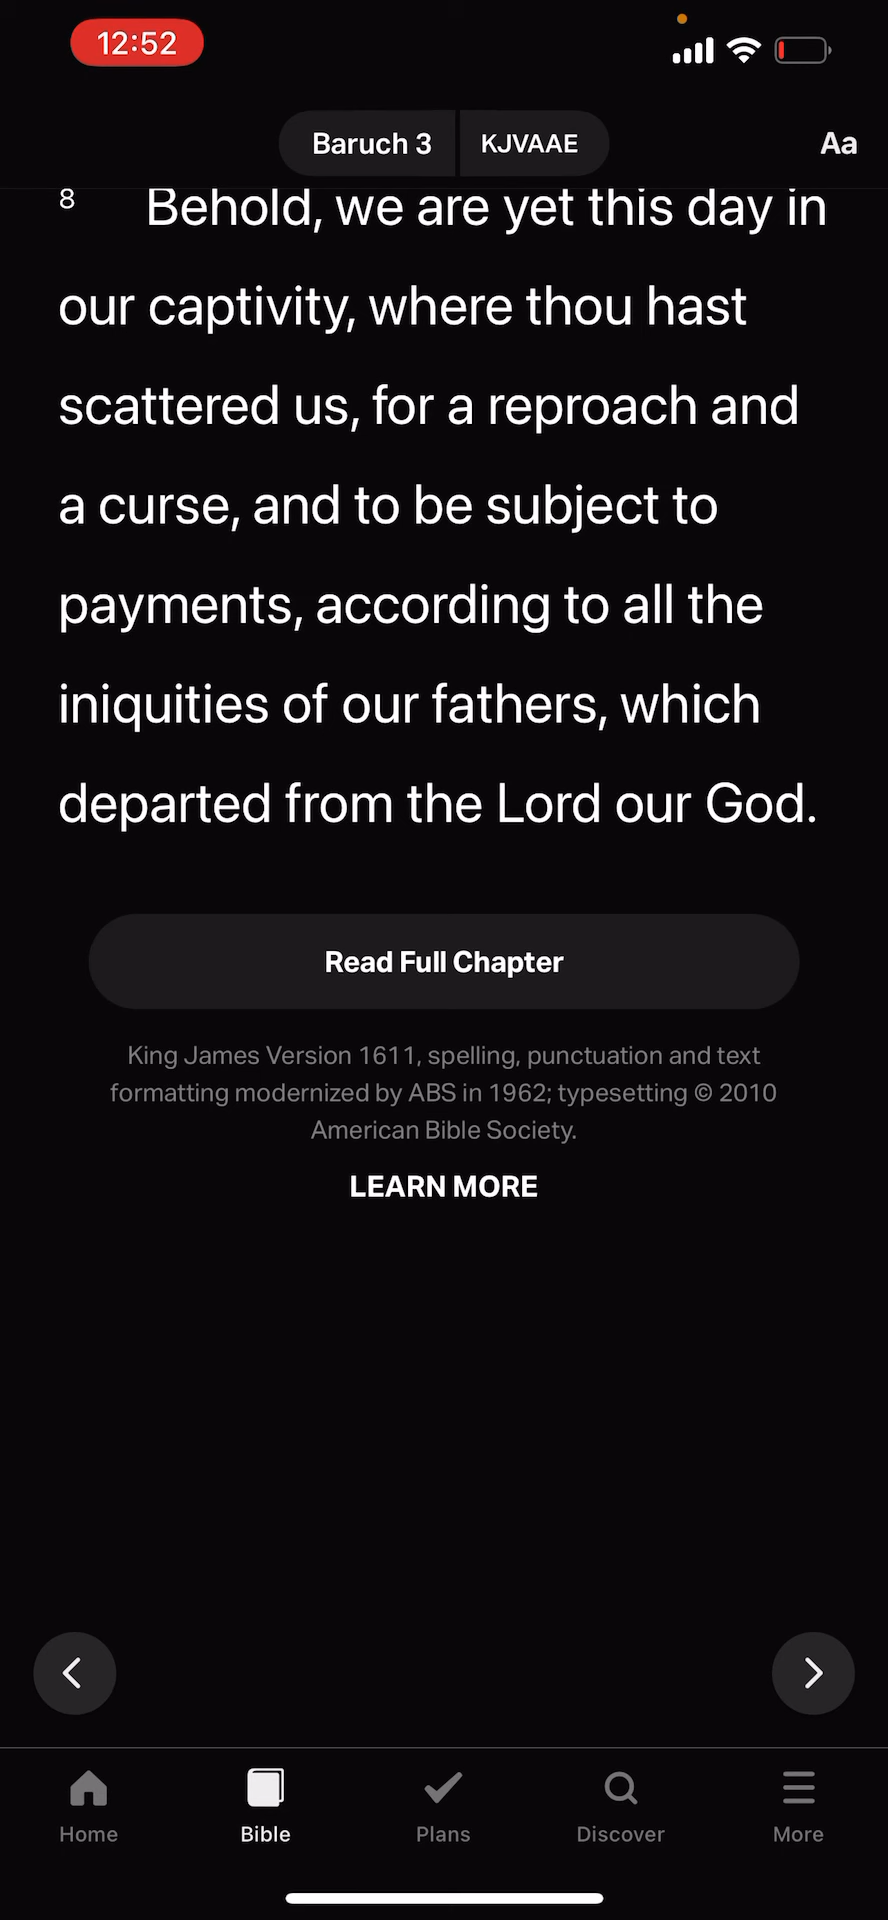 12:52
Baruch 3 KJVAAE Aa
8 Behold, we are yet this day in
our captivity, where thou hast
scattered us, for a reproach and
a curse, and to be subject to
payments, according to all the
iniquities of our fathers, which
departed from the Lord our God.
Read Full Chapter
King James Version 1611, spelling, punctuation and text
formatting modernized by ABS in 1962; typesetting © 2010
American Bible Society.
LEARN MORE
Home Bible Plans Discover More